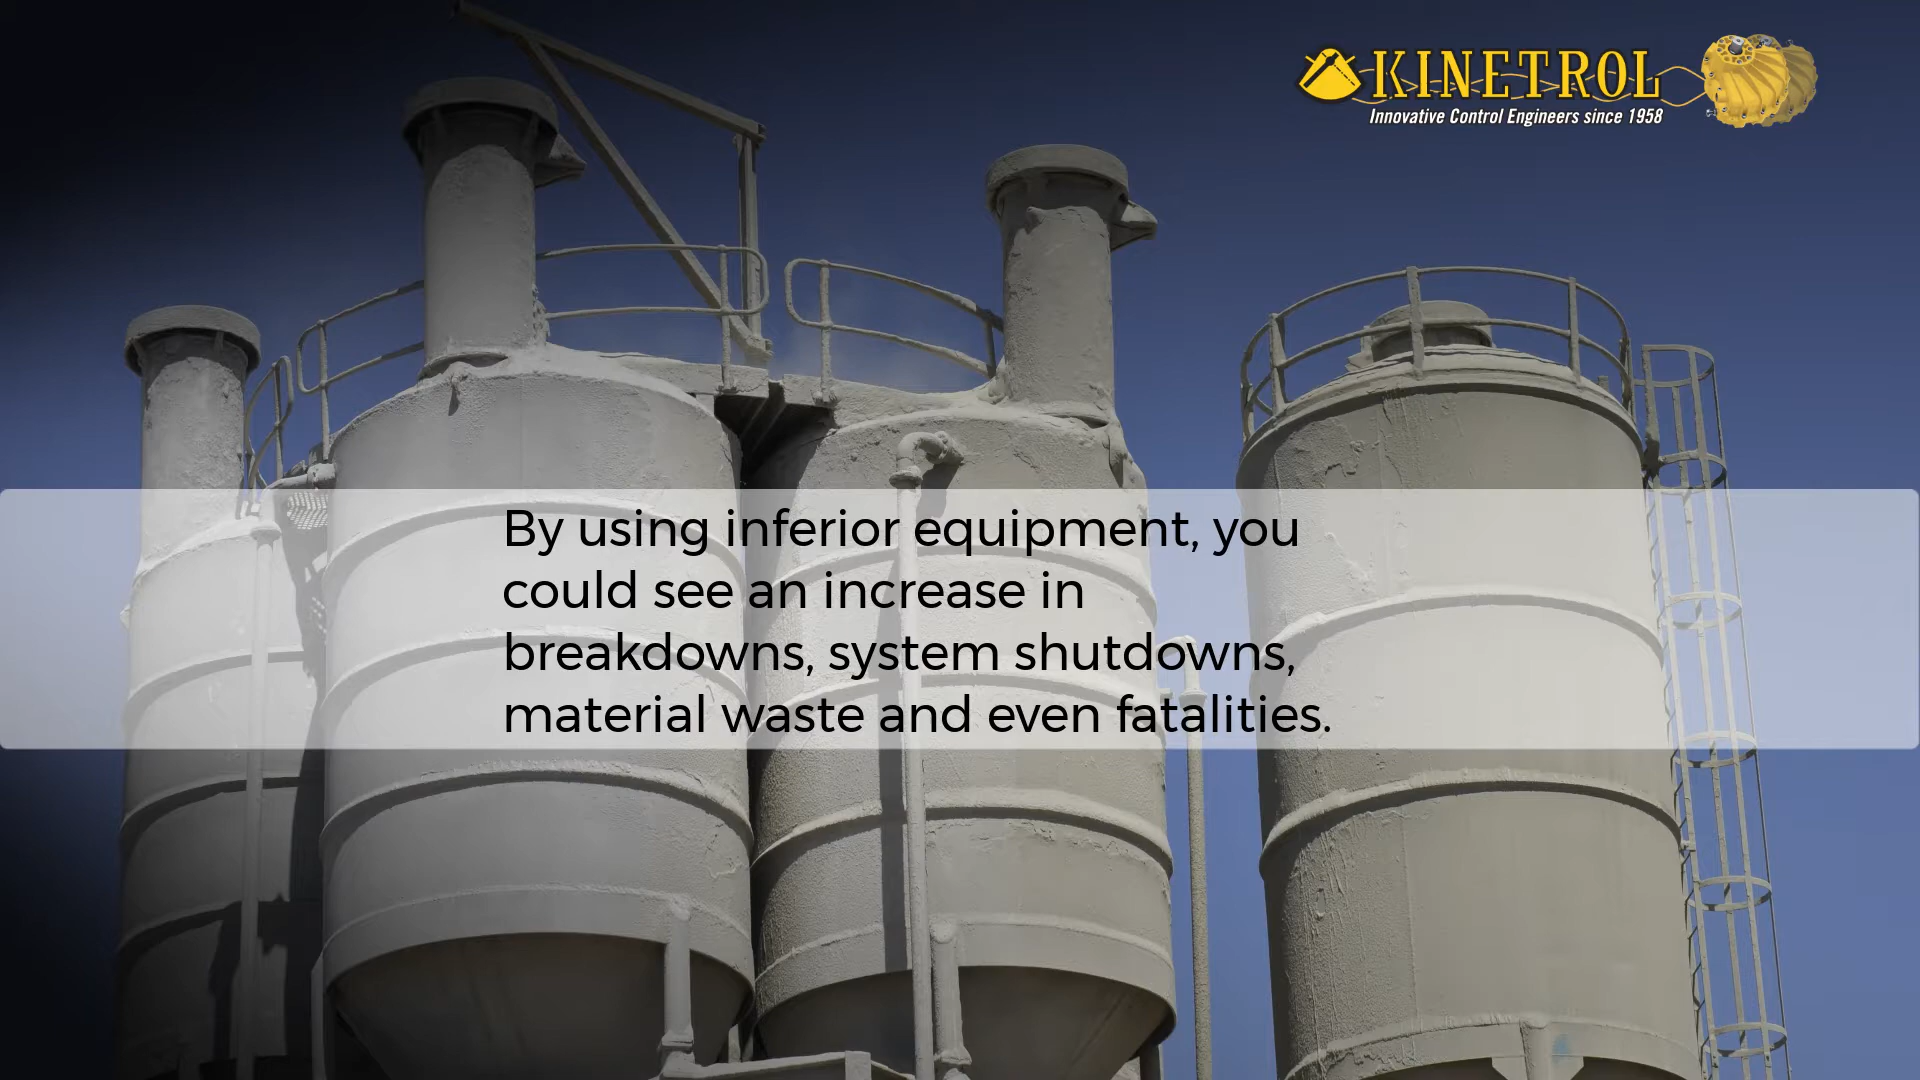 KINETROL
Innovative Control Engineers since 1958
By using inferior equipment, you
could see an increase in
breakdowns, system shutdowns,
material waste and even fatalities.